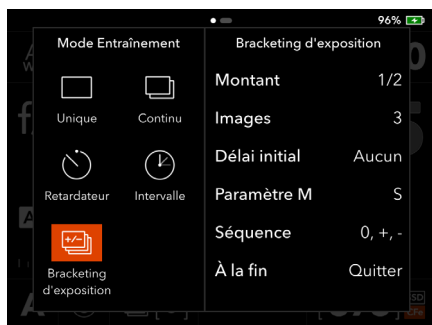 96%
Mode Entraînement
Unique
Continu
Retardateur
Intervalle
+/-
Bracketing
d'exposition
Bracketing d'exposition
Montant 1/2
Images 3
Délai initial Aucun
Paramètre M S
Séquence 0, +, -
À la fin Quitter